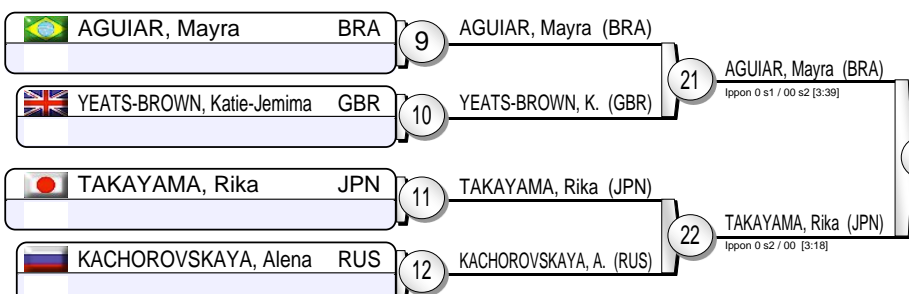 AGUIAR, Mayra BRA
9
AGUIAR, Mayra (BRA)
YEATS-BROWN, Katie-Jemima GBR
10
YEATS-BROWN, K. (GBR)
21
AGUIAR, Mayra (BRA)
Ippon 0 s1 / 00 s2 [3:39]
TAKAYAMA, Rika JPN
11
TAKAYAMA, Rika (JPN)
KACHOROVSKAYA, Alena RUS
12
KACHOROVSKAYA, A. (RUS)
22
TAKAYAMA, Rika (JPN)
Ippon 0 s2 / 00 [3:18]